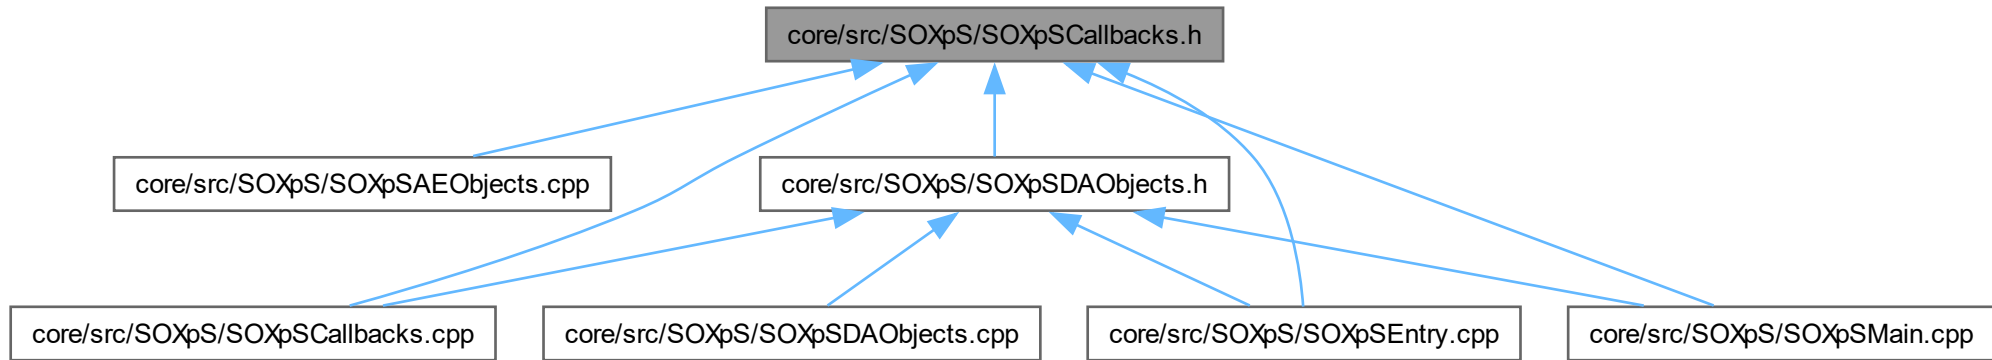 core/src/SOXpS/SOXpSCallbacks.h
core/src/SOXpS/SOXpSAEObjects.cpp
core/src/SOXpS/SOXpSDAObjects.h
core/src/SOXpS/SOXpSCallbacks.cpp
core/src/SOXpS/SOXpSDAObjects.cpp
core/src/SOXpS/SOXpSEntry.cpp
core/src/SOXpS/SOXpSMain.cpp